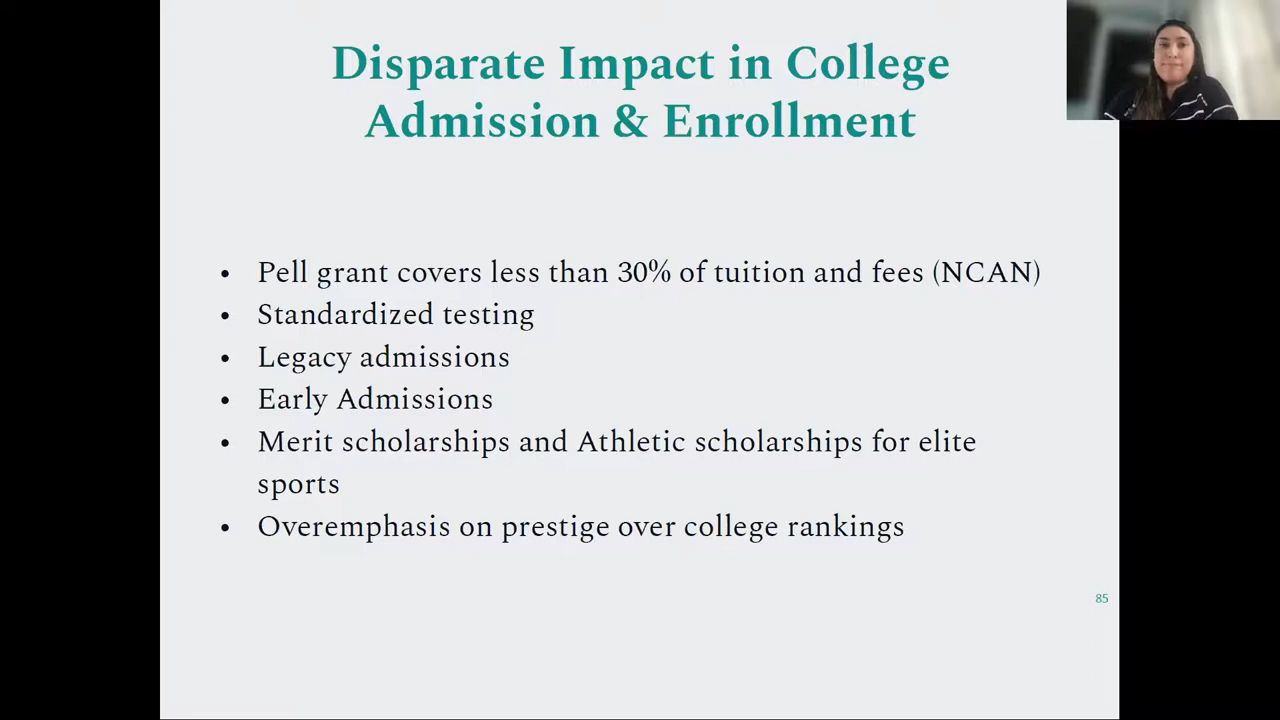 Disparate Impact in College
Admission & Enrollment
• Pell grant covers less than 30% of tuition and fees (NCAN)
• Standardized testing
• Legacy admissions
• Early Admissions
• Merit scholarships and Athletic scholarships for elite
sports
• Overemphasis on prestige over college rankings
85